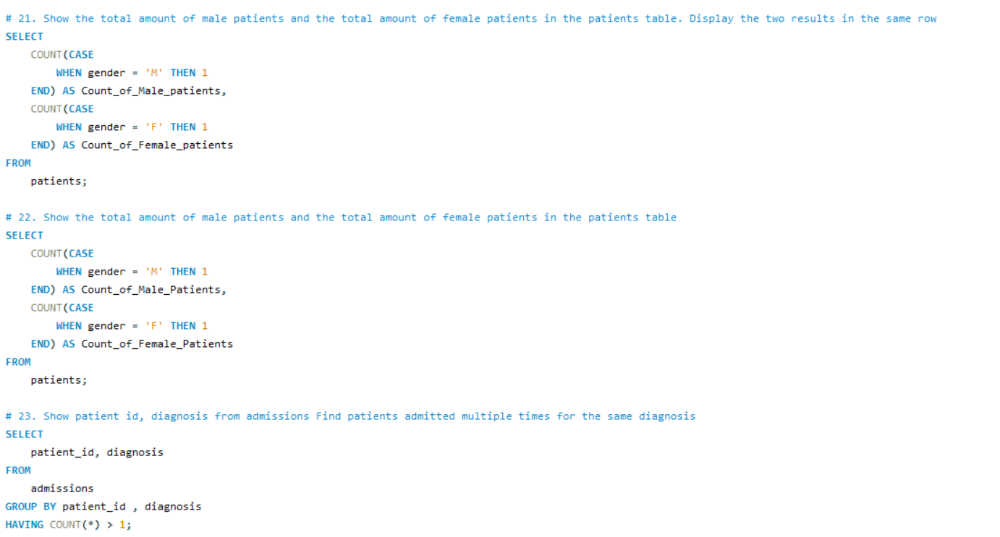 # 21. Show the total amount of male patients and the total amount of female patients in the patients table. Display the two results in the same row
SELECT
    COUNT(CASE
        WHEN gender = 'M' THEN 1
    END) AS Count_of_Male_patients,
    COUNT(CASE
        WHEN gender = 'F' THEN 1
    END) AS Count_of_Female_patients
FROM
    patients;

# 22. Show the total amount of male patients and the total amount of female patients in the patients table
SELECT
    COUNT(CASE
        WHEN gender = 'M' THEN 1
    END) AS Count_of_Male_Patients,
    COUNT(CASE
        WHEN gender = 'F' THEN 1
    END) AS Count_of_Female_Patients
FROM
    patients;

# 23. Show patient id, diagnosis from admissions Find patients admitted multiple times for the same diagnosis
SELECT
    patient_id, diagnosis
FROM
    admissions
GROUP BY patient_id , diagnosis
HAVING COUNT(*) > 1;